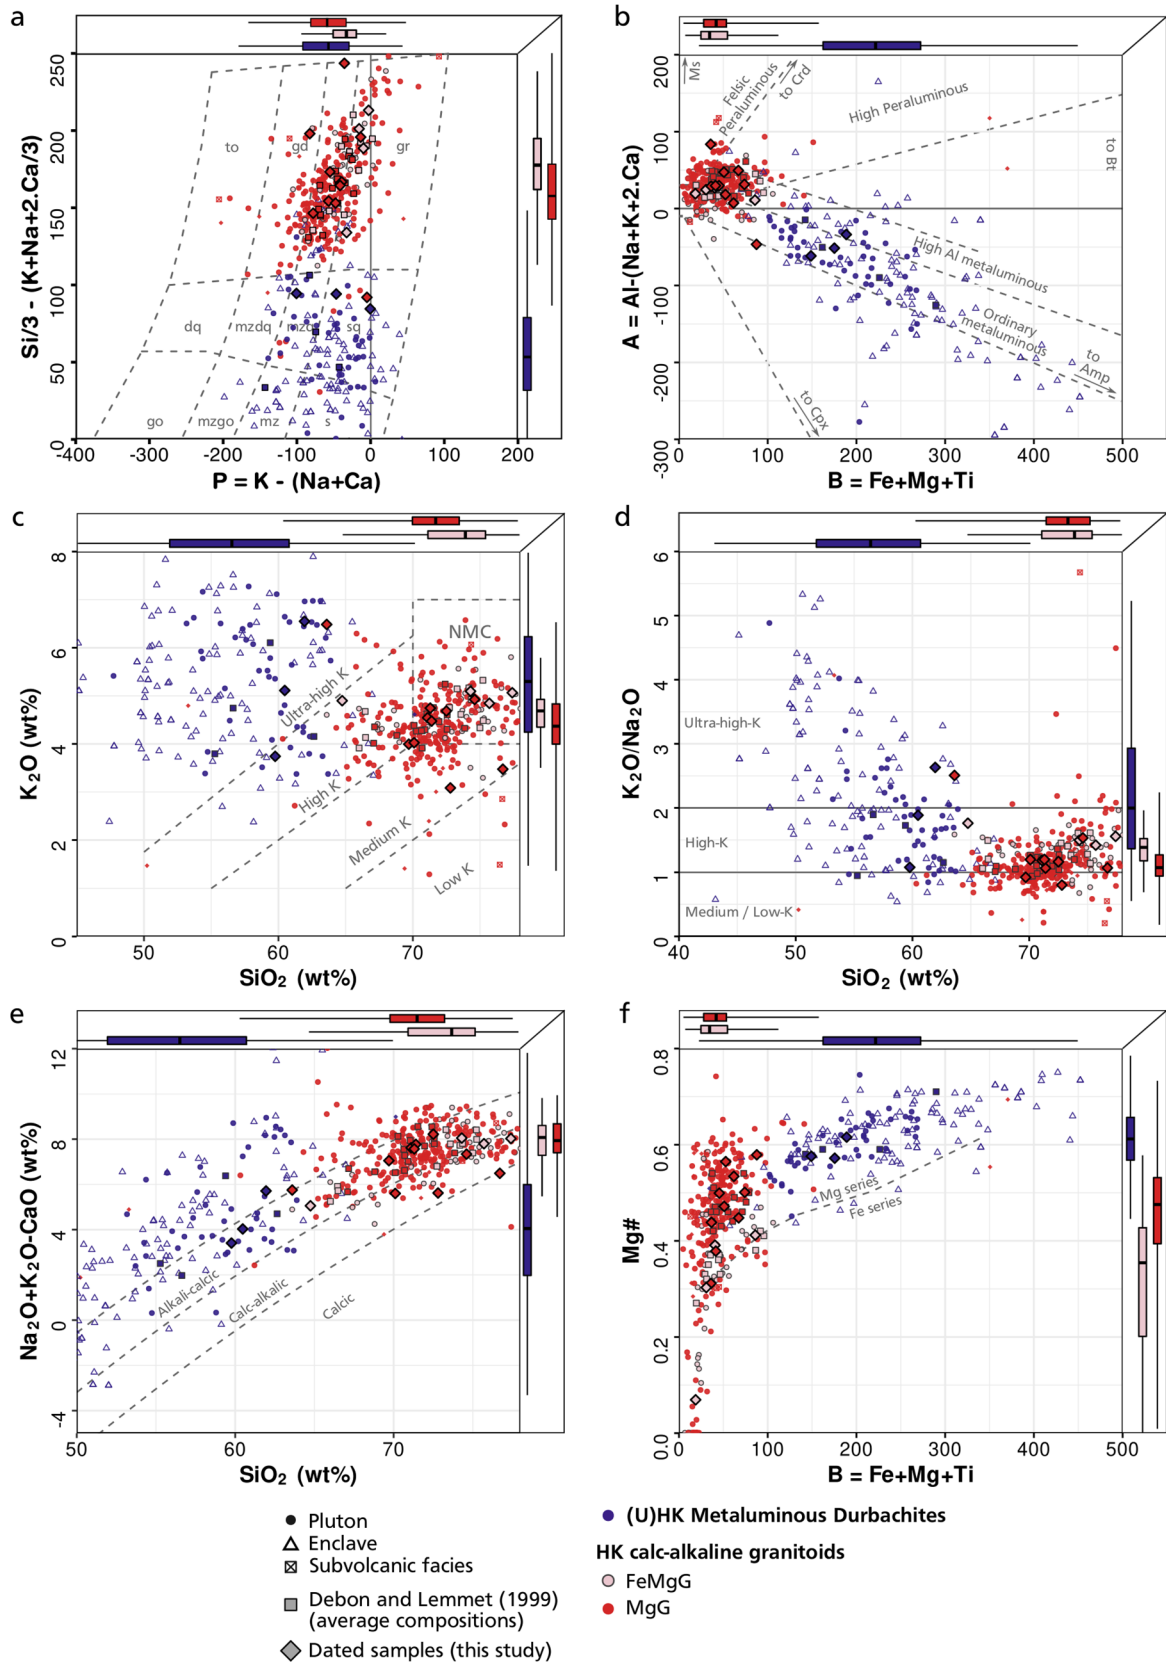 a
Si/3 - (K+Na+2.Ca/3)
250
200
150
100
50
0
to
gd
gr
dq
mzdq
mzq
sq
go
mzgo
mz
s
-400 -300 -200 -100 0 100 200
P = K - (Na+Ca)
b
A = Al-(Na+K+2.Ca)
200
100
0
-100
-200
-300
Ms
Felsic
Peraluminous
to Crd
High Peraluminous
to Bt
High Al metaluminous
Ordinary
metaluminous
to
Amp
to Cpx
0 100 200 300 400 500
B = Fe+Mg+Ti
c
K2O (wt%)
8
6
4
2
0
NMC
Ultra-high K
High K
Medium K
Low K
50 60 70
SiO2 (wt%)
d
K2O/Na2O
6
5
4
3
2
1
0
Ultra-high-K
High-K
Medium / Low-K
40 50 60 70
SiO2 (wt%)
e
Na2O+K2O-CaO (wt%)
12
8
4
0
-4
Alkali-calcic
Calc-alkalic
Calcic
50 60 70
SiO2 (wt%)
f
Mg#
0.8
0.6
0.4
0.2
0.0
Mg series
Fe series
0 100 200 300 400 500
B = Fe+Mg+Ti
Pluton
Enclave
Subvolcanic facies
Debon and Lemmet (1999)
(average compositions)
Dated samples (this study)
(U)HK Metaluminous Durbachites
HK calc-alkaline granitoids
FeMgG
MgG